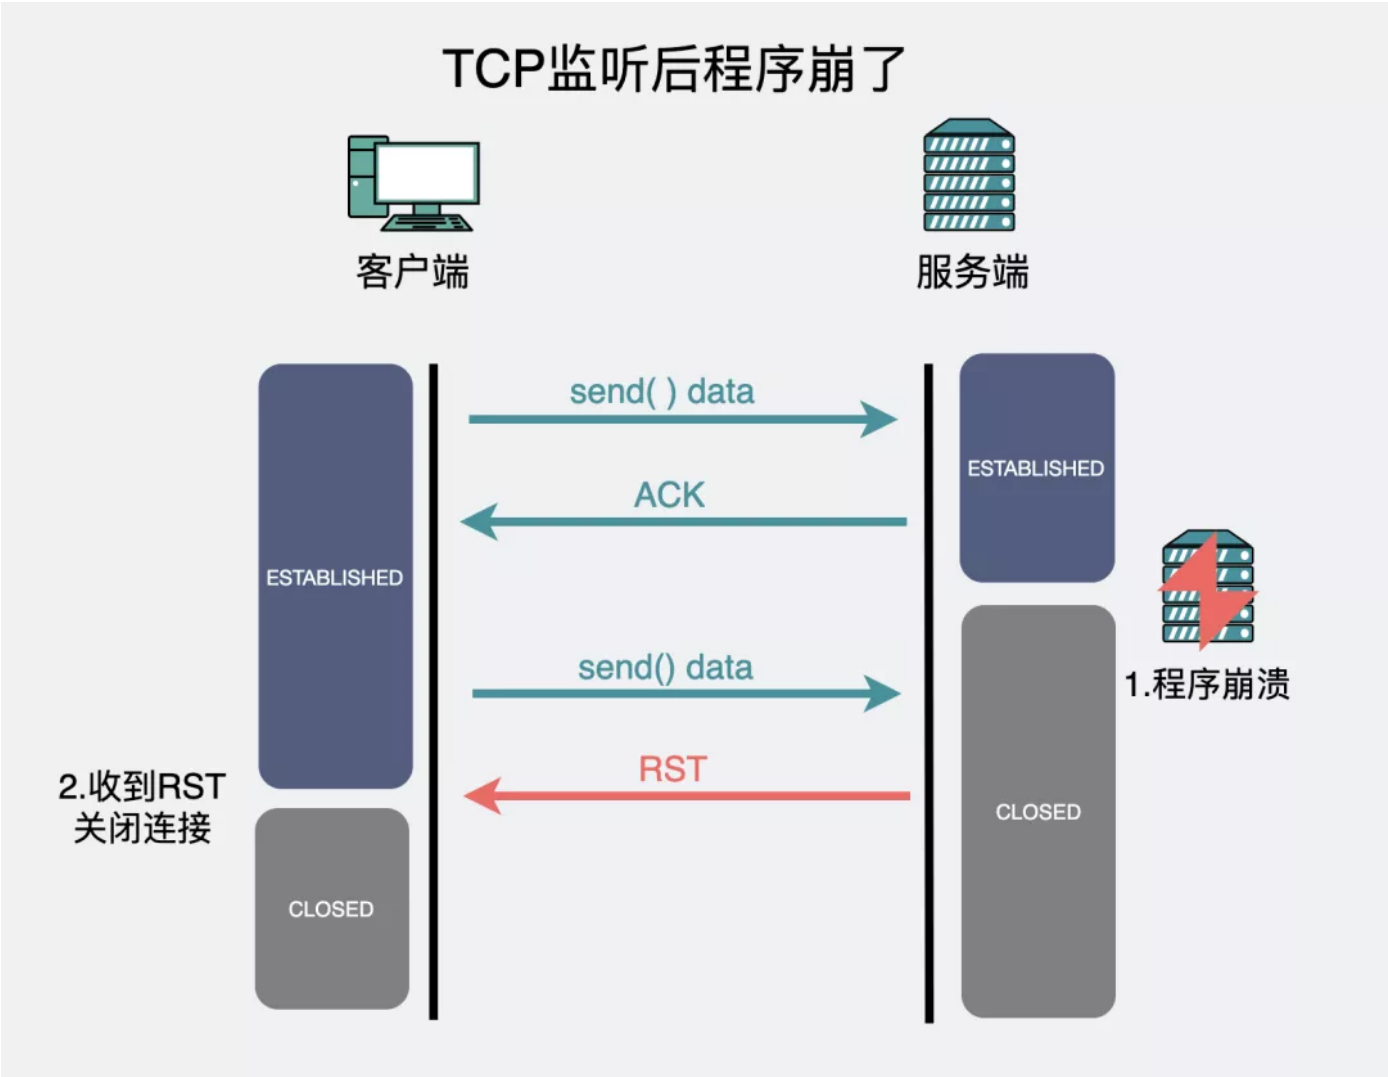 TCP监听后程序崩了
客户端
服务端
send( ) data
ACK
ESTABLISHED
ESTABLISHED
send() data
1.程序崩溃
RST
2.收到RST
关闭连接
CLOSED
CLOSED